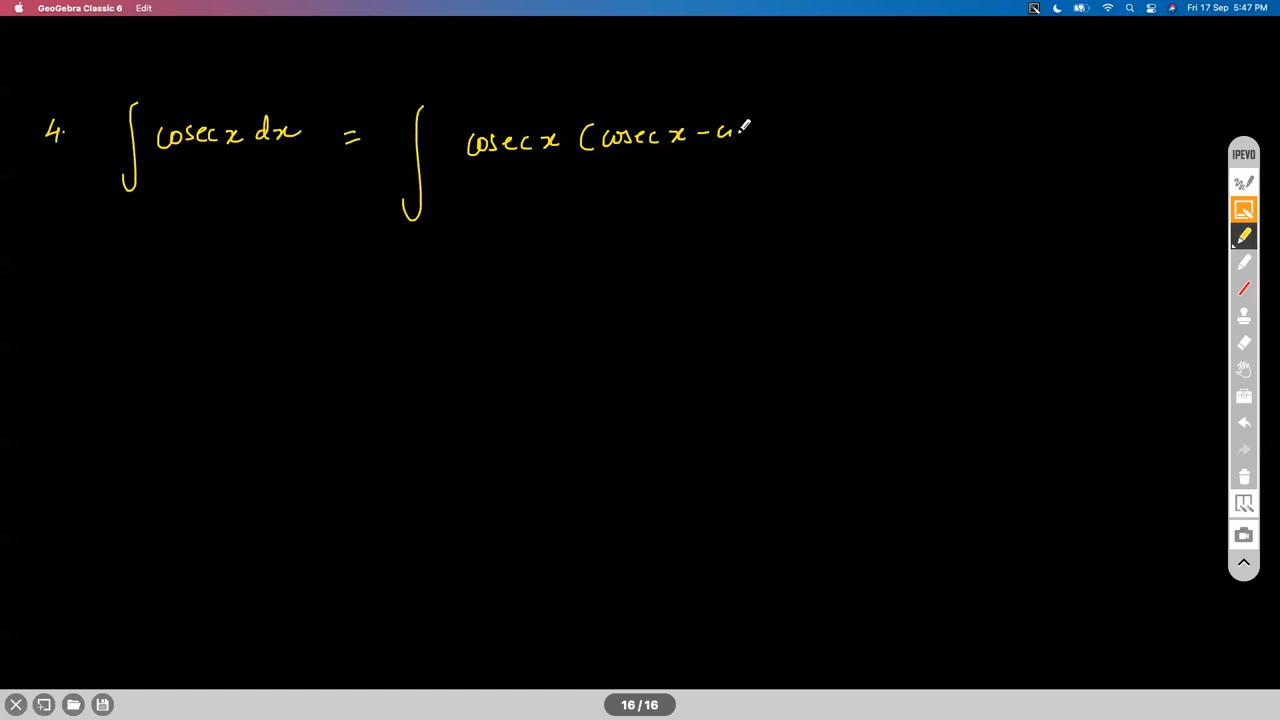 GeoGebra Classic 6 Edit Fri 17 Sep 5:47 PM
4. ∫ cosec x dx = ∫ cosec x (cosec x -
IPEVO
16 / 16